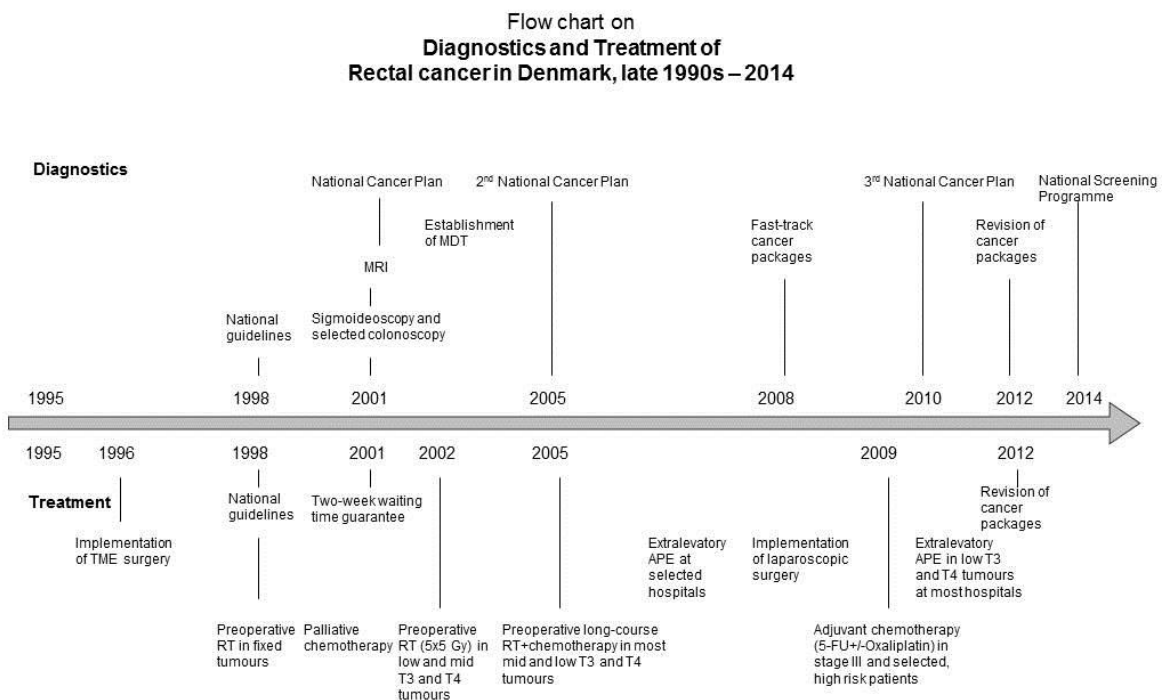 Flow chart on
Diagnostics and Treatment of
Rectal cancer in Denmark, late 1990s – 2014
Diagnostics
National Cancer Plan
2nd National Cancer Plan
3rd National Cancer Plan
National Screening
Programme
Establishment
of MDT
Fast-track
cancer
packages
Revision of
cancer
packages
MRI
National
guidelines
Sigmoideoscopy and
selected colonoscopy
1995 1998 2001 2005 2008 2010 2012 2014
1995 1996 1998 2001 2002 2005 2009 2012
Treatment
National
guidelines
Two-week waiting
time guarantee
Revision of
cancer
packages
Implementation
of TME surgery
Extralevatory
APE at
selected
hospitals
Implementation
of laparoscopic
surgery
Extralevatory
APE in low T3
and T4 tumours
at most hospitals
Preoperative
RT in fixed
tumours
Palliative
chemotherapy
Preoperative
RT (5x5 Gy) in
low and mid
T3 and T4
tumours
Preoperative long-course
RT+chemotherapy in most
mid and low T3 and T4
tumours
Adjuvant chemotherapy
(5-FU+/-Oxaliplatin) in
stage III and selected,
high risk patients